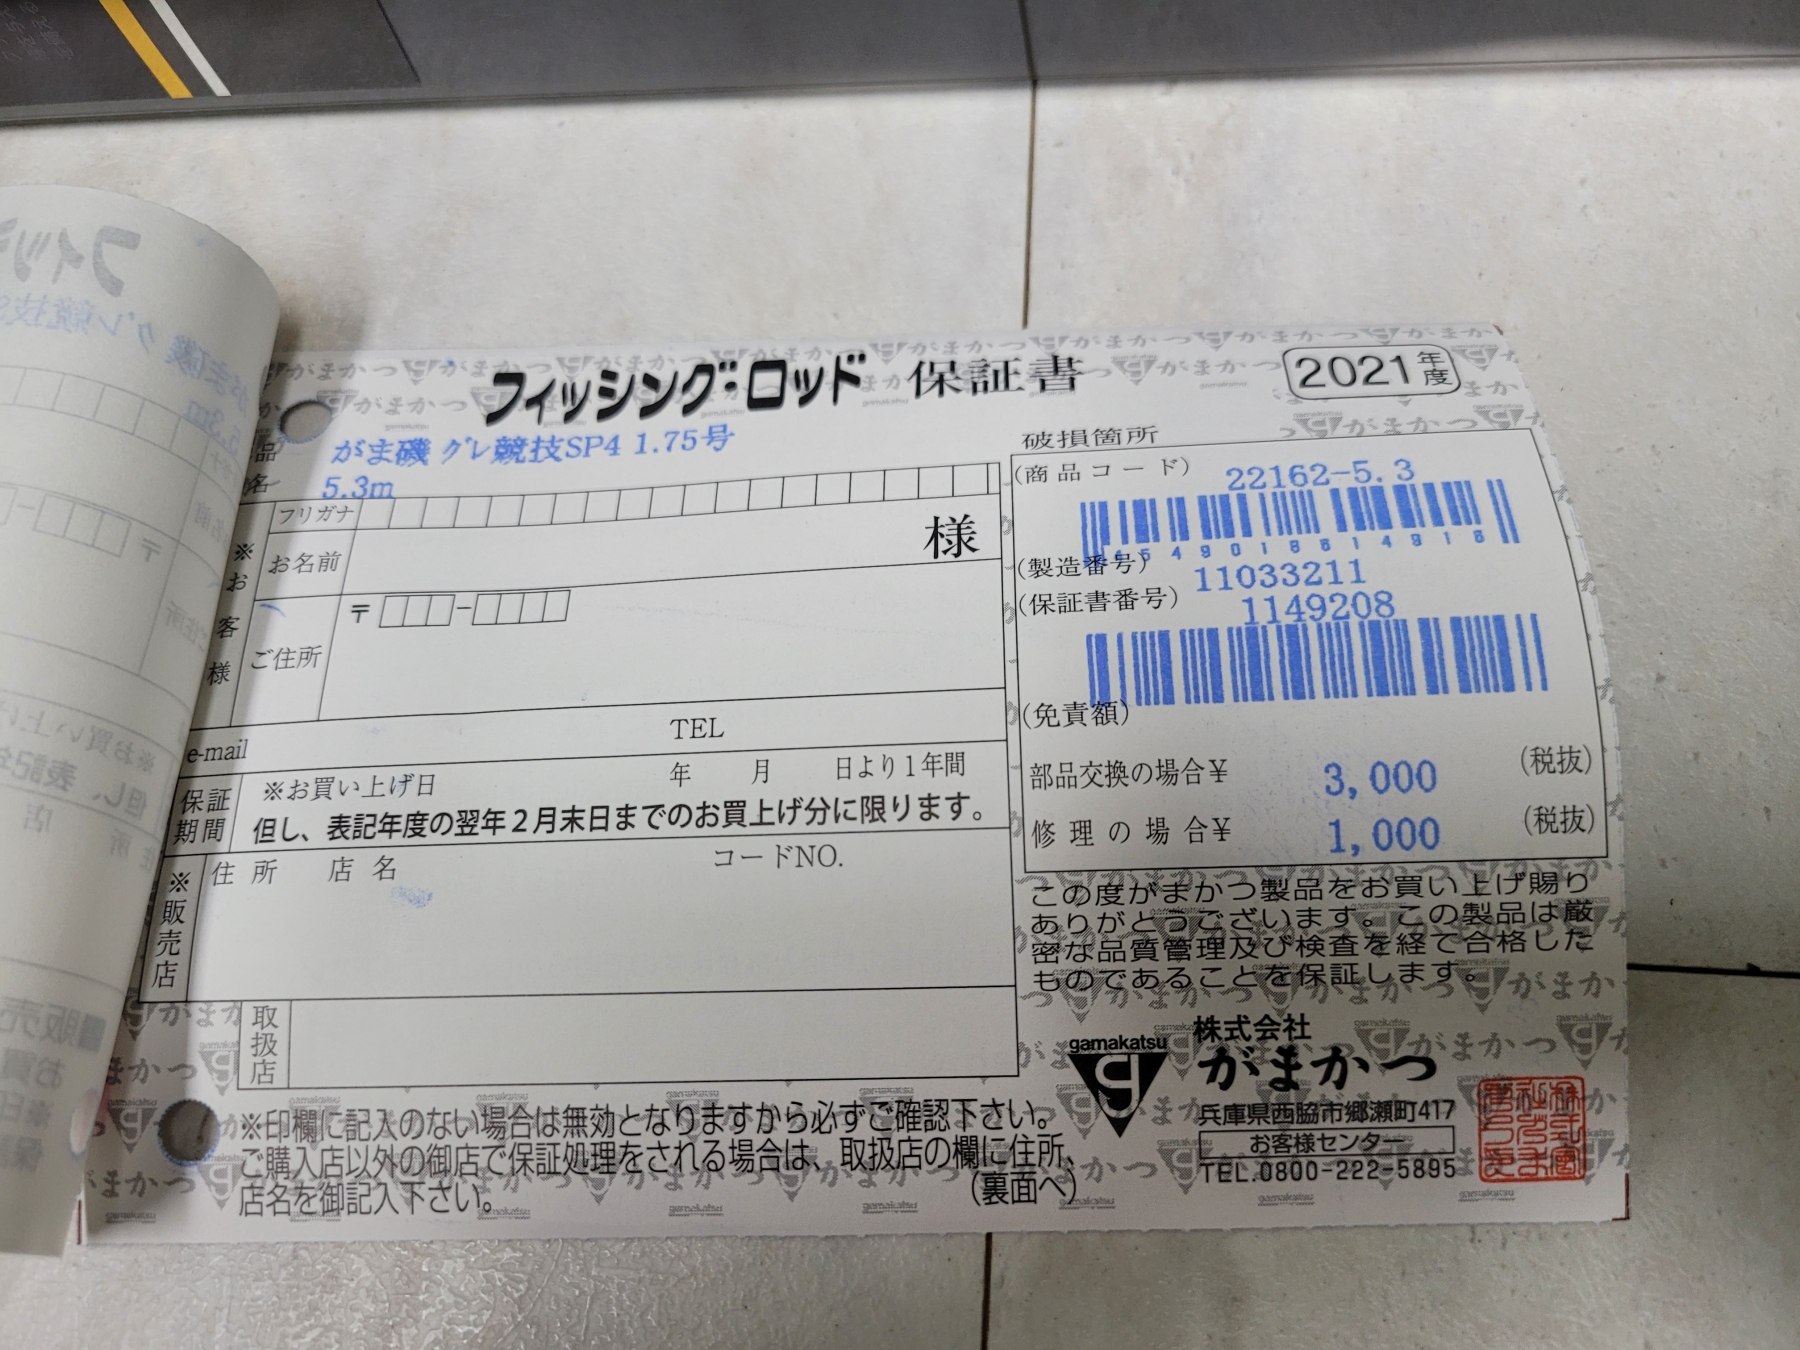 フィッシング・ロッド 保証書
2021年度
品名
がま磯 グレ競技SP4 1.75号
5.3m
フリガナ
※お客様
お名前
様
ご住所
〒
e-mail
TEL
保証期間
※お買い上げ日 年 月 日より1年間
但し、表記年度の翌年2月末日までのお買上げ分に限ります。
※販売店
住所 店名 コードNO.
取扱店
※印欄に記入のない場合は無効となりますから必ずご確認下さい。
ご購入店以外の御店で保証処理をされる場合は、取扱店の欄に住所、
店名を御記入下さい。
(裏面へ)
破損箇所
(商品コード) 22162-5.3
4549018614916
(製造番号) 11033211
(保証書番号) 1149208
(免責額)
部品交換の場合¥ 3,000 (税抜)
修理の場合¥ 1,000 (税抜)
この度がまかつ製品をお買い上げ賜り
ありがとうございます。この製品は厳
密な品質管理及び検査を経て合格した
ものであることを保証します。
gamakatsu
株式会社
がまかつ
兵庫県西脇市郷瀬町417
お客様センター
TEL.0800-222-5895